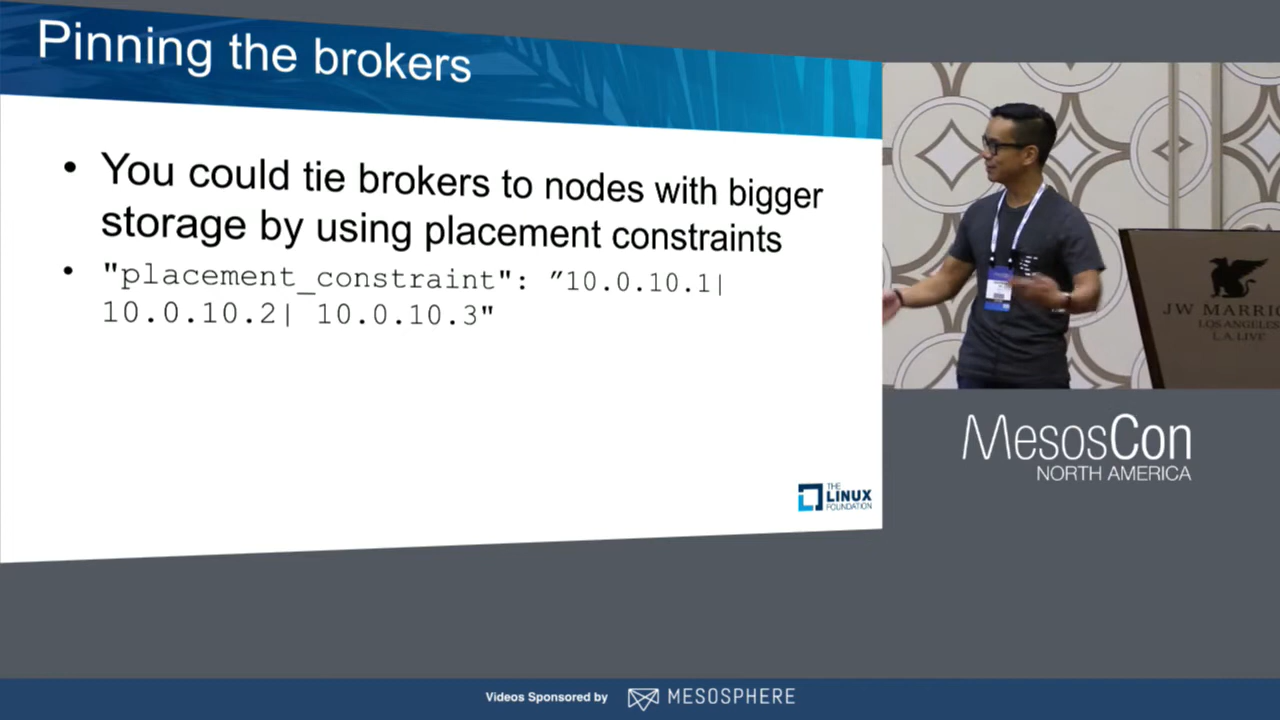 Pinning the brokers
• You could tie brokers to nodes with bigger
storage by using placement constraints
• "placement_constraint": ”10.0.10.1|
10.0.10.2| 10.0.10.3"
THE
LINUX
FOUNDATION
JW MARRIO
LOS ANGELES
L.A. LIVE
MesosCon
NORTH AMERICA
Videos Sponsored by MESOSPHERE